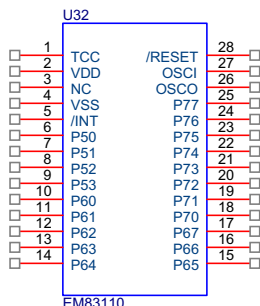 U32
1 TCC /RESET 28
2 VDD OSCI 27
3 NC OSCO 26
4 VSS P77 25
5 /INT P76 24
6 P50 P75 23
7 P51 P74 22
8 P52 P73 21
9 P53 P72 20
10 P60 P71 19
11 P61 P70 18
12 P62 P67 17
13 P63 P66 16
14 P64 P65 15
EM83110